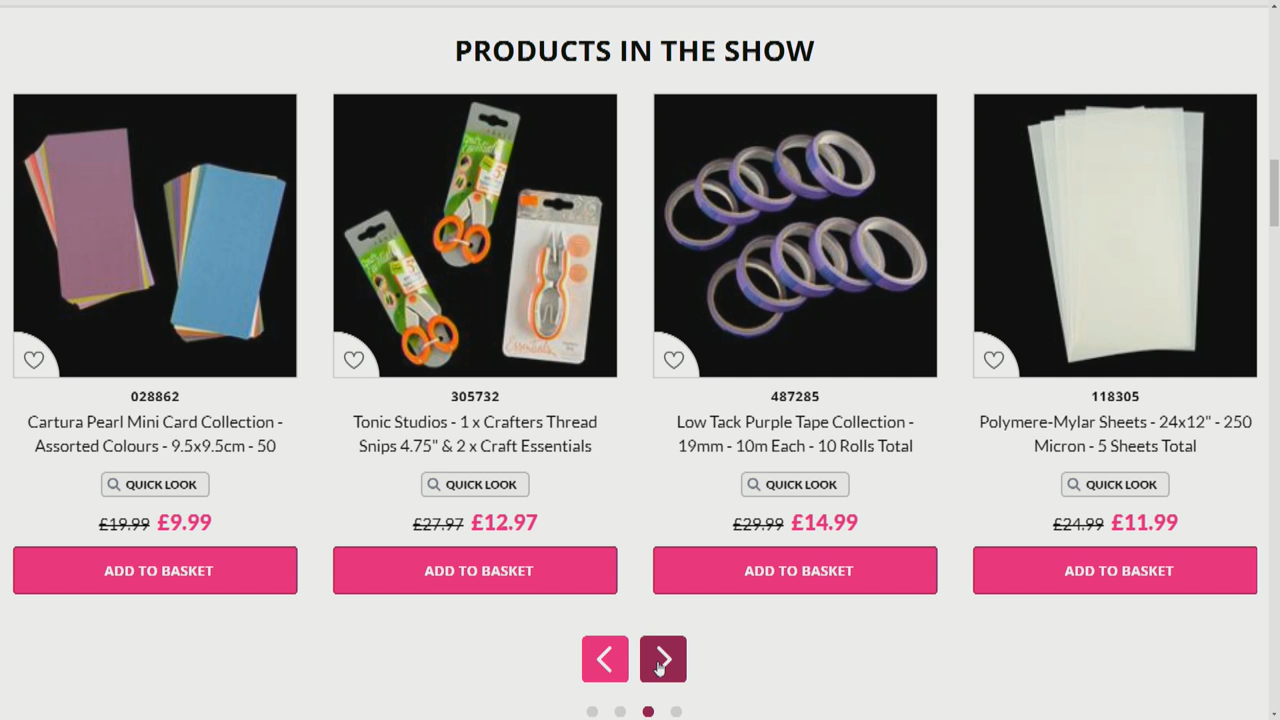 PRODUCTS IN THE SHOW
028862
Cartura Pearl Mini Card Collection -
Assorted Colours - 9.5x9.5cm - 50
QUICK LOOK
£19.99 £9.99
ADD TO BASKET
305732
Tonic Studios - 1 x Crafters Thread
Snips 4.75" & 2 x Craft Essentials
QUICK LOOK
£27.97 £12.97
ADD TO BASKET
487285
Low Tack Purple Tape Collection -
19mm - 10m Each - 10 Rolls Total
QUICK LOOK
£29.99 £14.99
ADD TO BASKET
118305
Polymere-Mylar Sheets - 24x12" - 250
Micron - 5 Sheets Total
QUICK LOOK
£24.99 £11.99
ADD TO BASKET